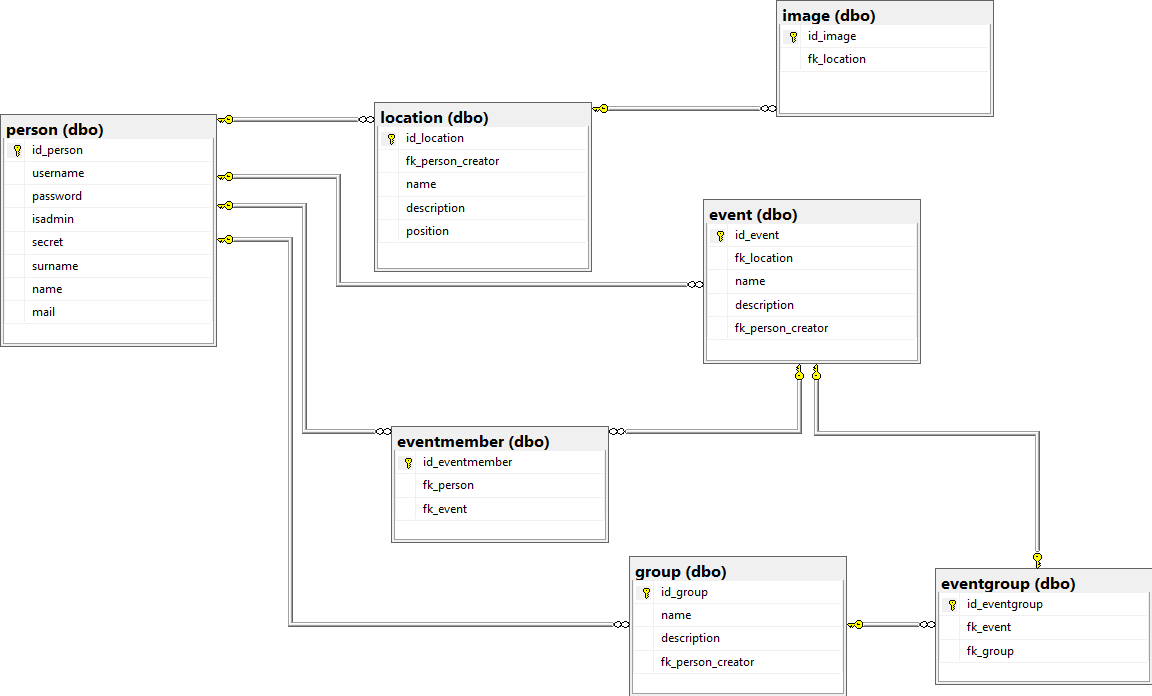 image (dbo)
id_image
fk_location
person (dbo)
id_person
username
password
isadmin
secret
surname
name
mail
location (dbo)
id_location
fk_person_creator
name
description
position
event (dbo)
id_event
fk_location
name
description
fk_person_creator
eventmember (dbo)
id_eventmember
fk_person
fk_event
group (dbo)
id_group
name
description
fk_person_creator
eventgroup (dbo)
id_eventgroup
fk_event
fk_group